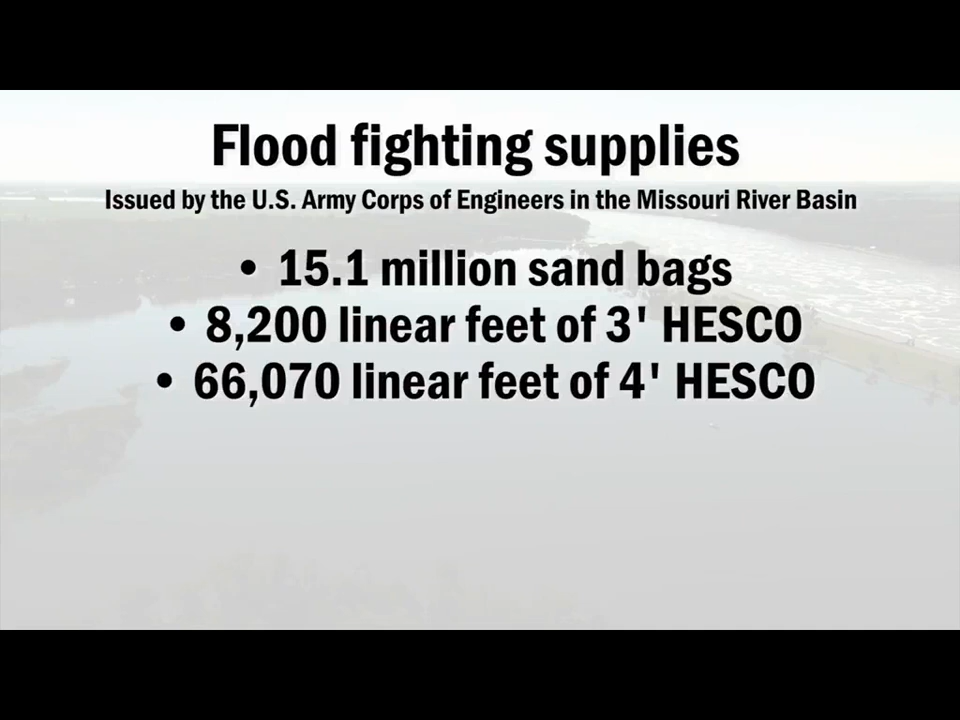 Flood fighting supplies
Issued by the U.S. Army Corps of Engineers in the Missouri River Basin
• 15.1 million sand bags
• 8,200 linear feet of 3' HESCO
• 66,070 linear feet of 4' HESCO